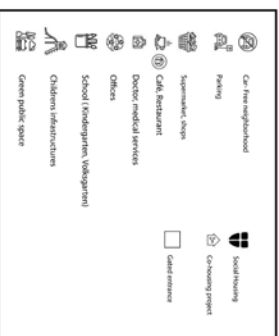 Car- Free neighborhood
Parking
Supermarket, shops
Café, Restaurant
Doctor, medical services
Offices
School ( Kindergarten, Volksgarten)
Childrens infrastructures
Green public space
Social Housing
Co-housing project
Gated entrance